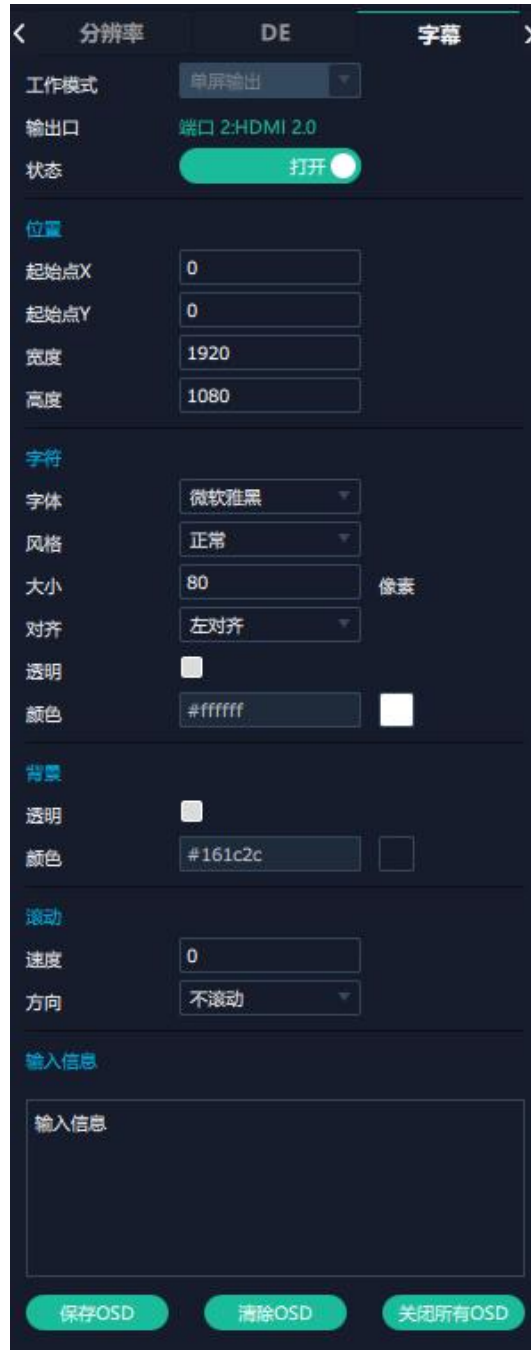 分辨率 DE 字幕
工作模式 单屏输出
输出口 端口 2:HDMI 2.0
状态 打开
位置
起始点X 0
起始点Y 0
宽度 1920
高度 1080
字符
字体 微软雅黑
风格 正常
大小 80 像素
对齐 左对齐
透明
颜色 #ffffff
背景
透明
颜色 #161c2c
滚动
速度 0
方向 不滚动
输入信息
输入信息
保存OSD 清除OSD 关闭所有OSD